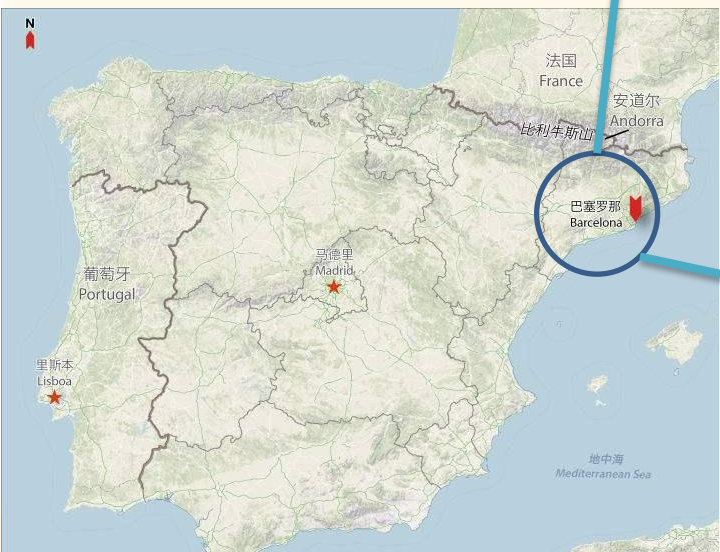 N
法国
France
安道尔
Andorra
比利牛斯山
巴塞罗那
Barcelona
马德里
Madrid
葡萄牙
Portugal
里斯本
Lisboa
地中海
Mediterranean Sea